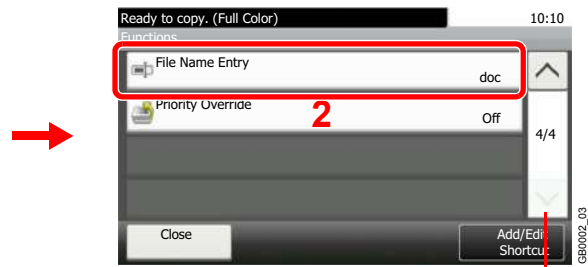 Ready to copy. (Full Color) 10:10
Functions
File Name Entry
doc
Priority Override
2
Off
4/4
Close
Add/Edit
Shortcut
GB0002_03